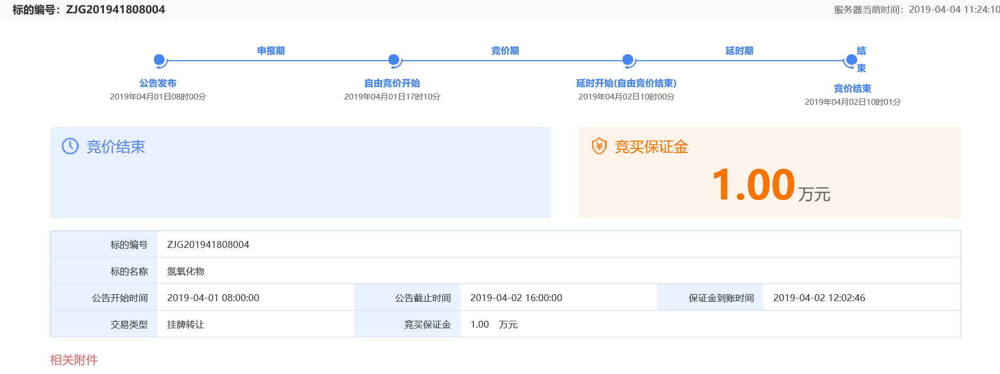 标的编号：ZJG201941808004 服务器当前时间：2019-04-04 11:24:10
申报期 竞价期 延时期 结束
公告发布 自由竞价开始 延时开始(自由竞价结束) 竞价结束
2019年04月01日08时00分 2019年04月01日17时10分 2019年04月02日10时00分 2019年04月02日10时01分
竞价结束 竞买保证金
1.00 万元
标的编号 ZJG201941808004
标的名称 氮氧化物
公告开始时间 2019-04-01 08:00:00 公告截止时间 2019-04-02 16:00:00 保证金到账时间 2019-04-02 12:02:46
交易类型 挂牌转让 竞买保证金 1.00 万元
相关附件